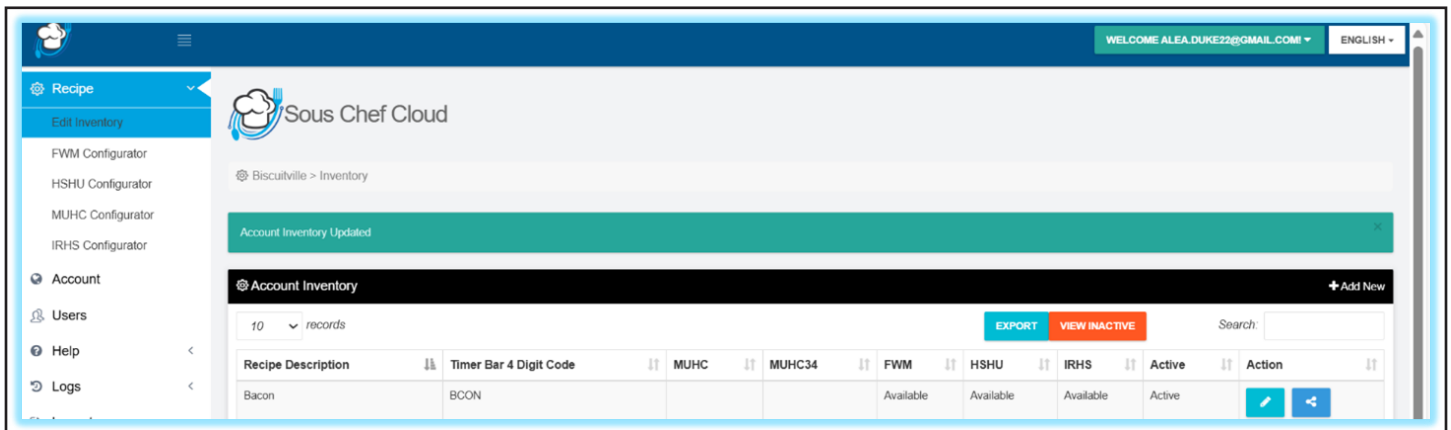 WELCOME ALEA.DUKE22@GMAIL.COM!
ENGLISH
Recipe
Edit Inventory
FWM Configurator
HSHU Configurator
MUHC Configurator
IRHS Configurator
Account
Users
Help
Logs
Sous Chef Cloud
Biscuitville > Inventory
Account Inventory Updated
Account Inventory
+ Add New
10 records
EXPORT VIEW INACTIVE Search:
Recipe Description Timer Bar 4 Digit Code MUHC MUHC34 FWM HSHU IRHS Active Action
Bacon BCON Available Available Available Active